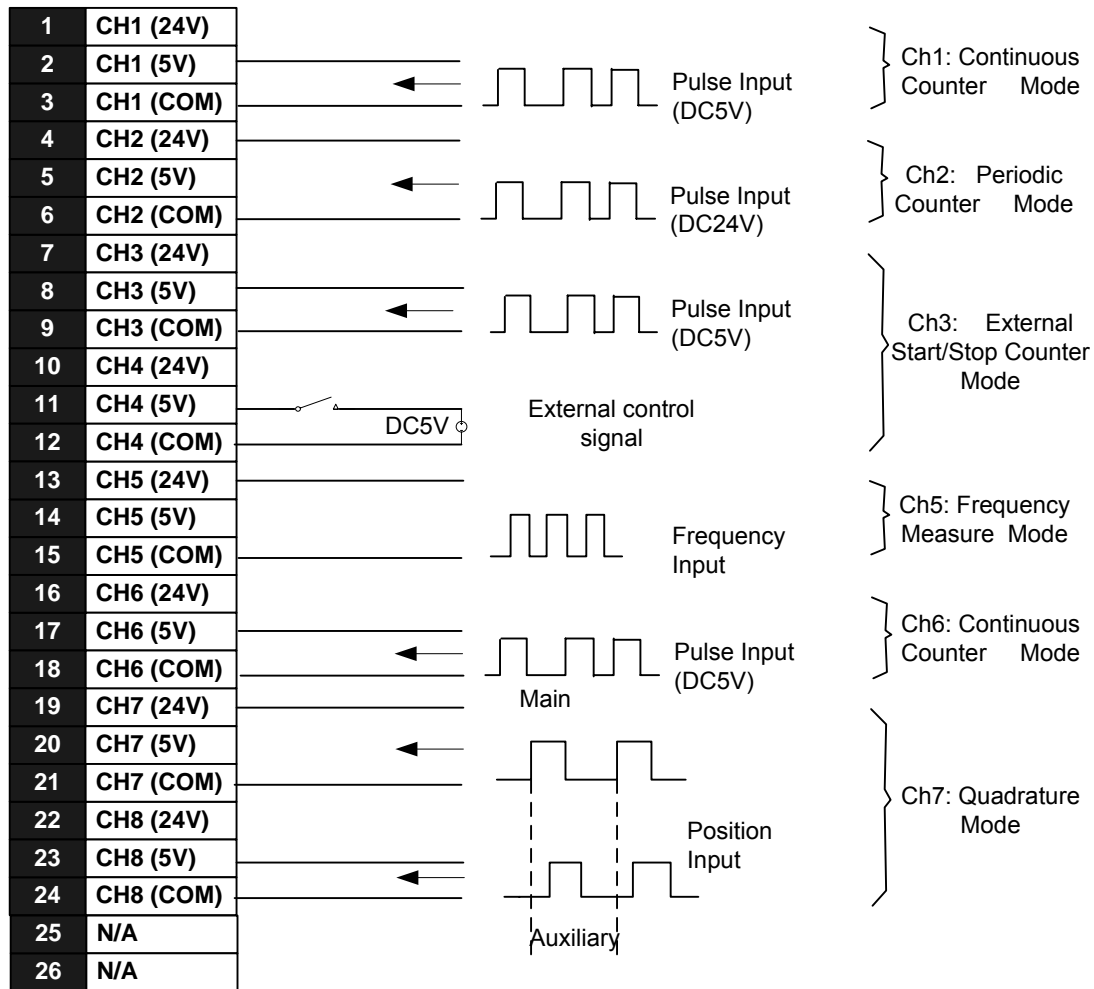 1 CH1 (24V)
2 CH1 (5V)
3 CH1 (COM)
4 CH2 (24V)
5 CH2 (5V)
6 CH2 (COM)
7 CH3 (24V)
8 CH3 (5V)
9 CH3 (COM)
10 CH4 (24V)
11 CH4 (5V)
12 CH4 (COM)
13 CH5 (24V)
14 CH5 (5V)
15 CH5 (COM)
16 CH6 (24V)
17 CH6 (5V)
18 CH6 (COM)
19 CH7 (24V)
20 CH7 (5V)
21 CH7 (COM)
22 CH8 (24V)
23 CH8 (5V)
24 CH8 (COM)
25 N/A
26 N/A
Pulse Input
(DC5V)
Ch1: Continuous
Counter Mode
Pulse Input
(DC24V)
Ch2: Periodic
Counter Mode
Pulse Input
(DC5V)
DC5V
External control
signal
Ch3: External
Start/Stop Counter
Mode
Frequency
Input
Ch5: Frequency
Measure Mode
Pulse Input
(DC5V)
Ch6: Continuous
Counter Mode
Main
Position
Input
Auxiliary
Ch7: Quadrature
Mode